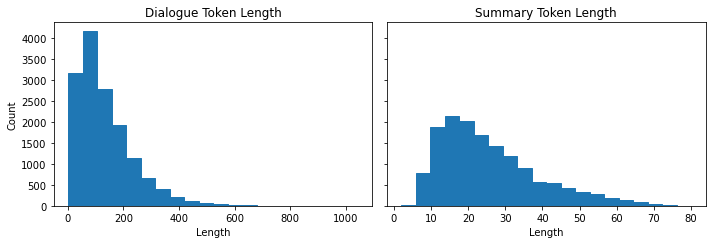 Dialogue Token Length
Summary Token Length
Count
4000
3500
3000
2500
2000
1500
1000
500
0
0 200 400 600 800 1000
Length
0 10 20 30 40 50 60 70 80
Length